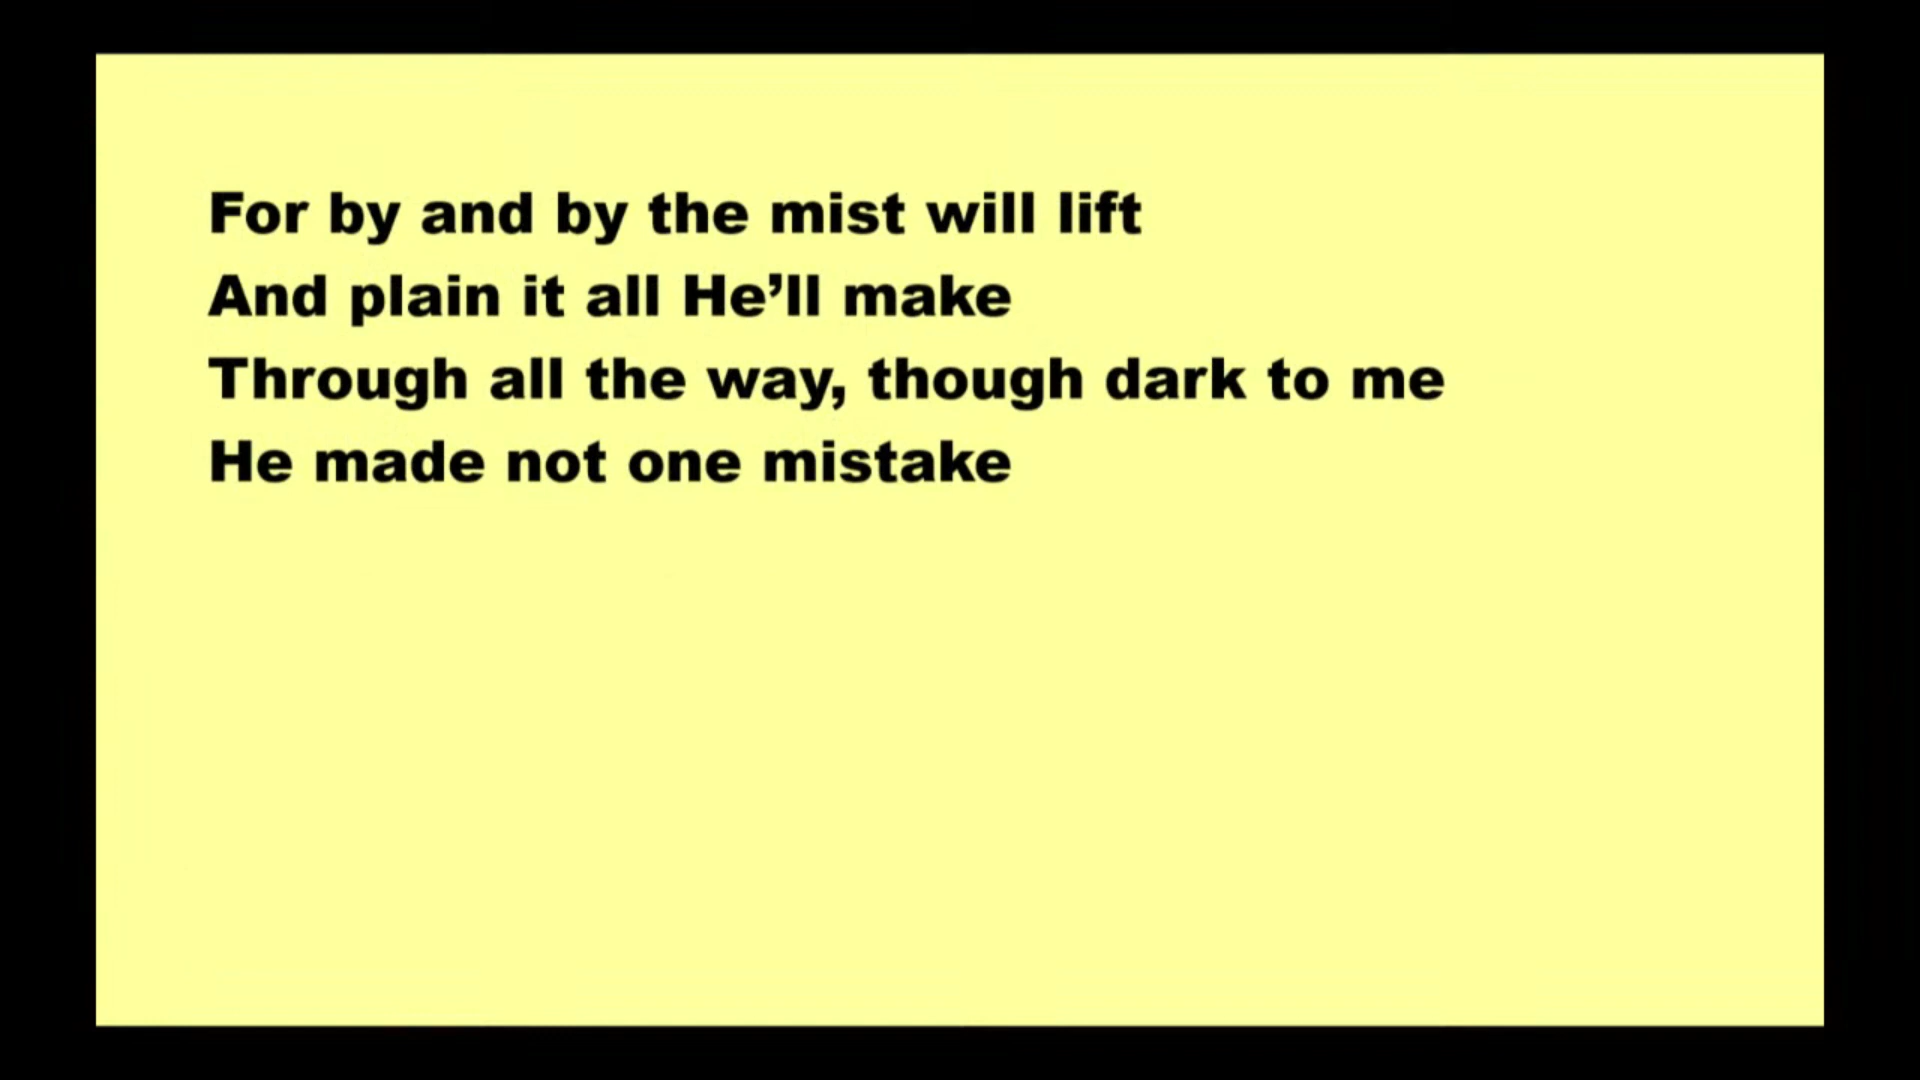 For by and by the mist will lift
And plain it all He’ll make
Through all the way, though dark to me
He made not one mistake